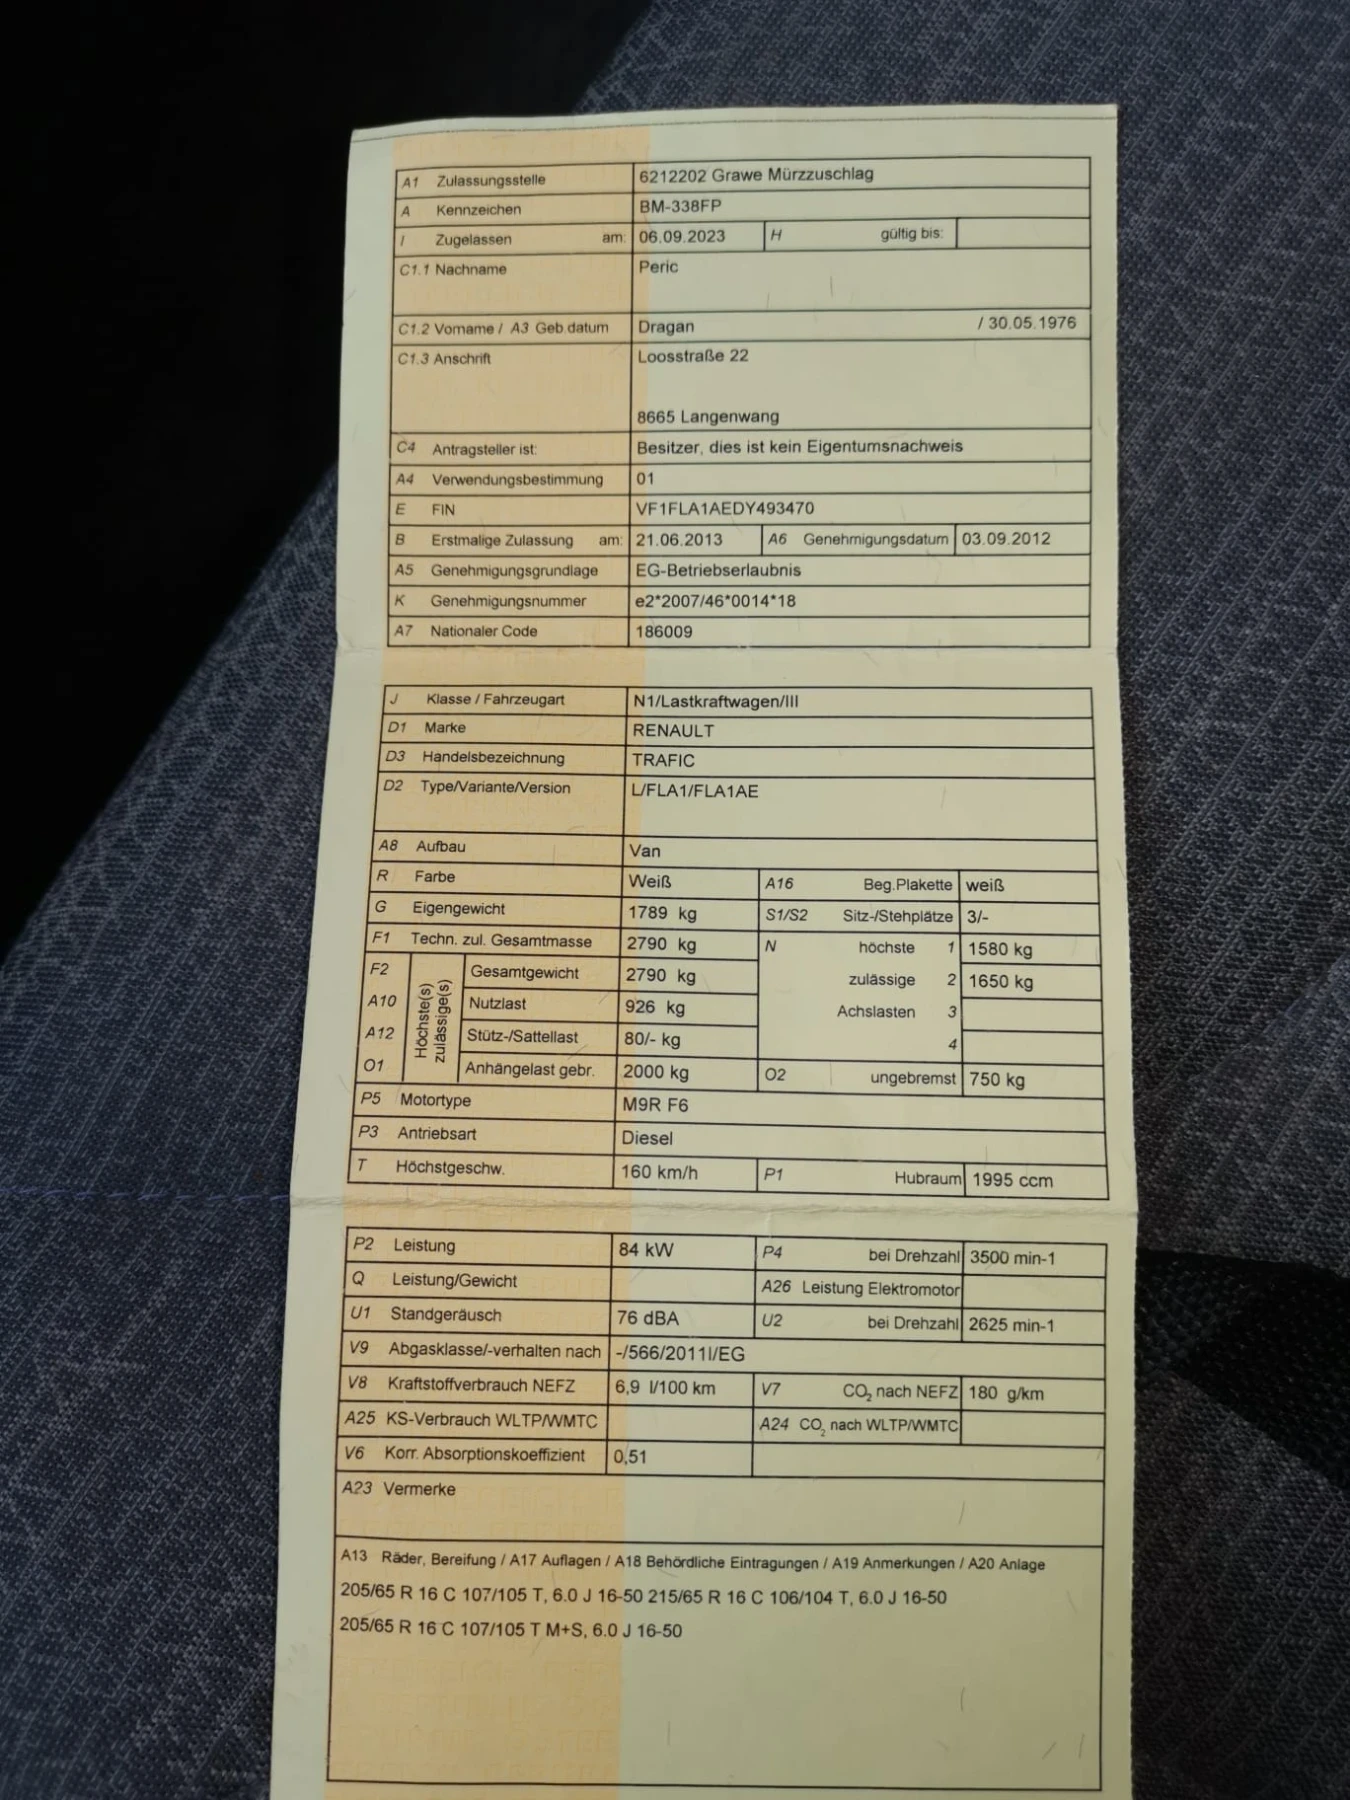 A1 Zulassungsstelle 6212202 Grawe Mürzzuschlag
A Kennzeichen BM-338FP
I Zugelassen am: 06.09.2023 H gültig bis:
C1.1 Nachname Peric
C1.2 Vorname / A3 Geb.datum Dragan / 30.05.1976
C1.3 Anschrift Loosstraße 22
8665 Langenwang
C4 Antragsteller ist: Besitzer, dies ist kein Eigentumsnachweis
A4 Verwendungsbestimmung 01
E FIN VF1FLA1AEDY493470
B Erstmalige Zulassung am: 21.06.2013 A6 Genehmigungsdatum 03.09.2012
A5 Genehmigungsgrundlage EG-Betriebserlaubnis
K Genehmigungsnummer e2*2007/46*0014*18
A7 Nationaler Code 186009
J Klasse / Fahrzeugart N1/Lastkraftwagen/III
D1 Marke RENAULT
D3 Handelsbezeichnung TRAFIC
D2 Type/Variante/Version L/FLA1/FLA1AE
A8 Aufbau Van
R Farbe Weiß A16 Beg.Plakette weiß
G Eigengewicht 1789 kg S1/S2 Sitz-/Stehplätze 3/-
F1 Techn. zul. Gesamtmasse 2790 kg N höchste 1 1580 kg
F2 Höchste(s) zulässige(s) Gesamtgewicht 2790 kg zulässige 2 1650 kg
A10 Nutzlast 926 kg Achslasten 3
A12 Stütz-/Sattellast 80/- kg 4
O1 Anhängelast gebr. 2000 kg O2 ungebremst 750 kg
P5 Motortype M9R F6
P3 Antriebsart Diesel
T Höchstgeschw. 160 km/h P1 Hubraum 1995 ccm
P2 Leistung 84 kW P4 bei Drehzahl 3500 min-1
Q Leistung/Gewicht A26 Leistung Elektromotor
U1 Standgeräusch 76 dBA U2 bei Drehzahl 2625 min-1
V9 Abgasklasse/-verhalten nach -/566/2011I/EG
V8 Kraftstoffverbrauch NEFZ 6,9 l/100 km V7 CO2 nach NEFZ 180 g/km
A25 KS-Verbrauch WLTP/WMTC A24 CO2 nach WLTP/WMTC
V6 Korr. Absorptionskoeffizient 0,51
A23 Vermerke
A13 Räder, Bereifung / A17 Auflagen / A18 Behördliche Eintragungen / A19 Anmerkungen / A20 Anlage
205/65 R 16 C 107/105 T, 6.0 J 16-50 215/65 R 16 C 106/104 T, 6.0 J 16-50
205/65 R 16 C 107/105 T M+S, 6.0 J 16-50